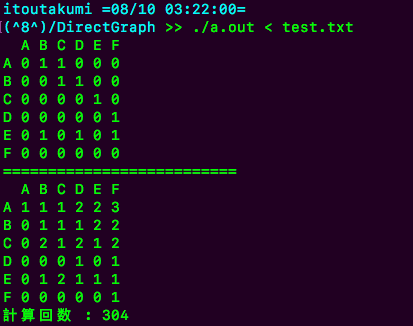 itoutakumi =08/10 03:22:00=
(^8^)/DirectGraph >> ./a.out < test.txt
  A B C D E F
A 0 1 1 0 0 0
B 0 0 1 1 0 0
C 0 0 0 0 1 0
D 0 0 0 0 0 1
E 0 1 0 1 0 1
F 0 0 0 0 0 0
==========================
  A B C D E F
A 1 1 1 2 2 3
B 0 1 1 1 2 2
C 0 2 1 2 1 2
D 0 0 0 1 0 1
E 0 1 2 1 1 1
F 0 0 0 0 0 1
計算回数 : 304